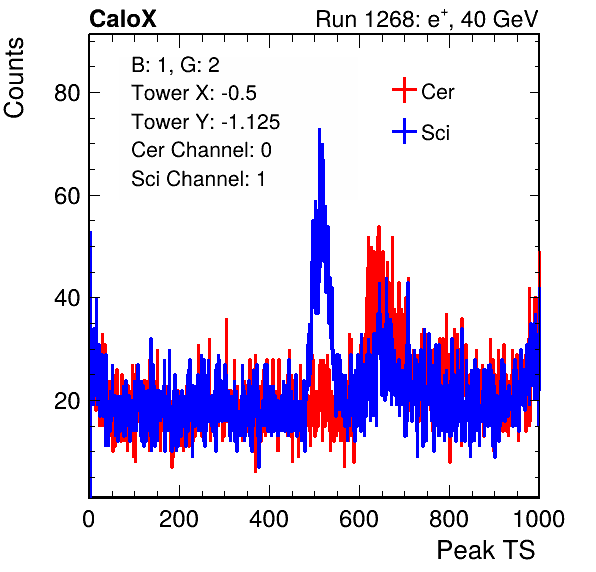 CaloX Run 1268: e⁺, 40 GeV
Counts
B: 1, G: 2
Tower X: -0.5
Tower Y: -1.125
Cer Channel: 0
Sci Channel: 1
Cer
Sci
80
60
40
20
0 200 400 600 800 1000
Peak TS